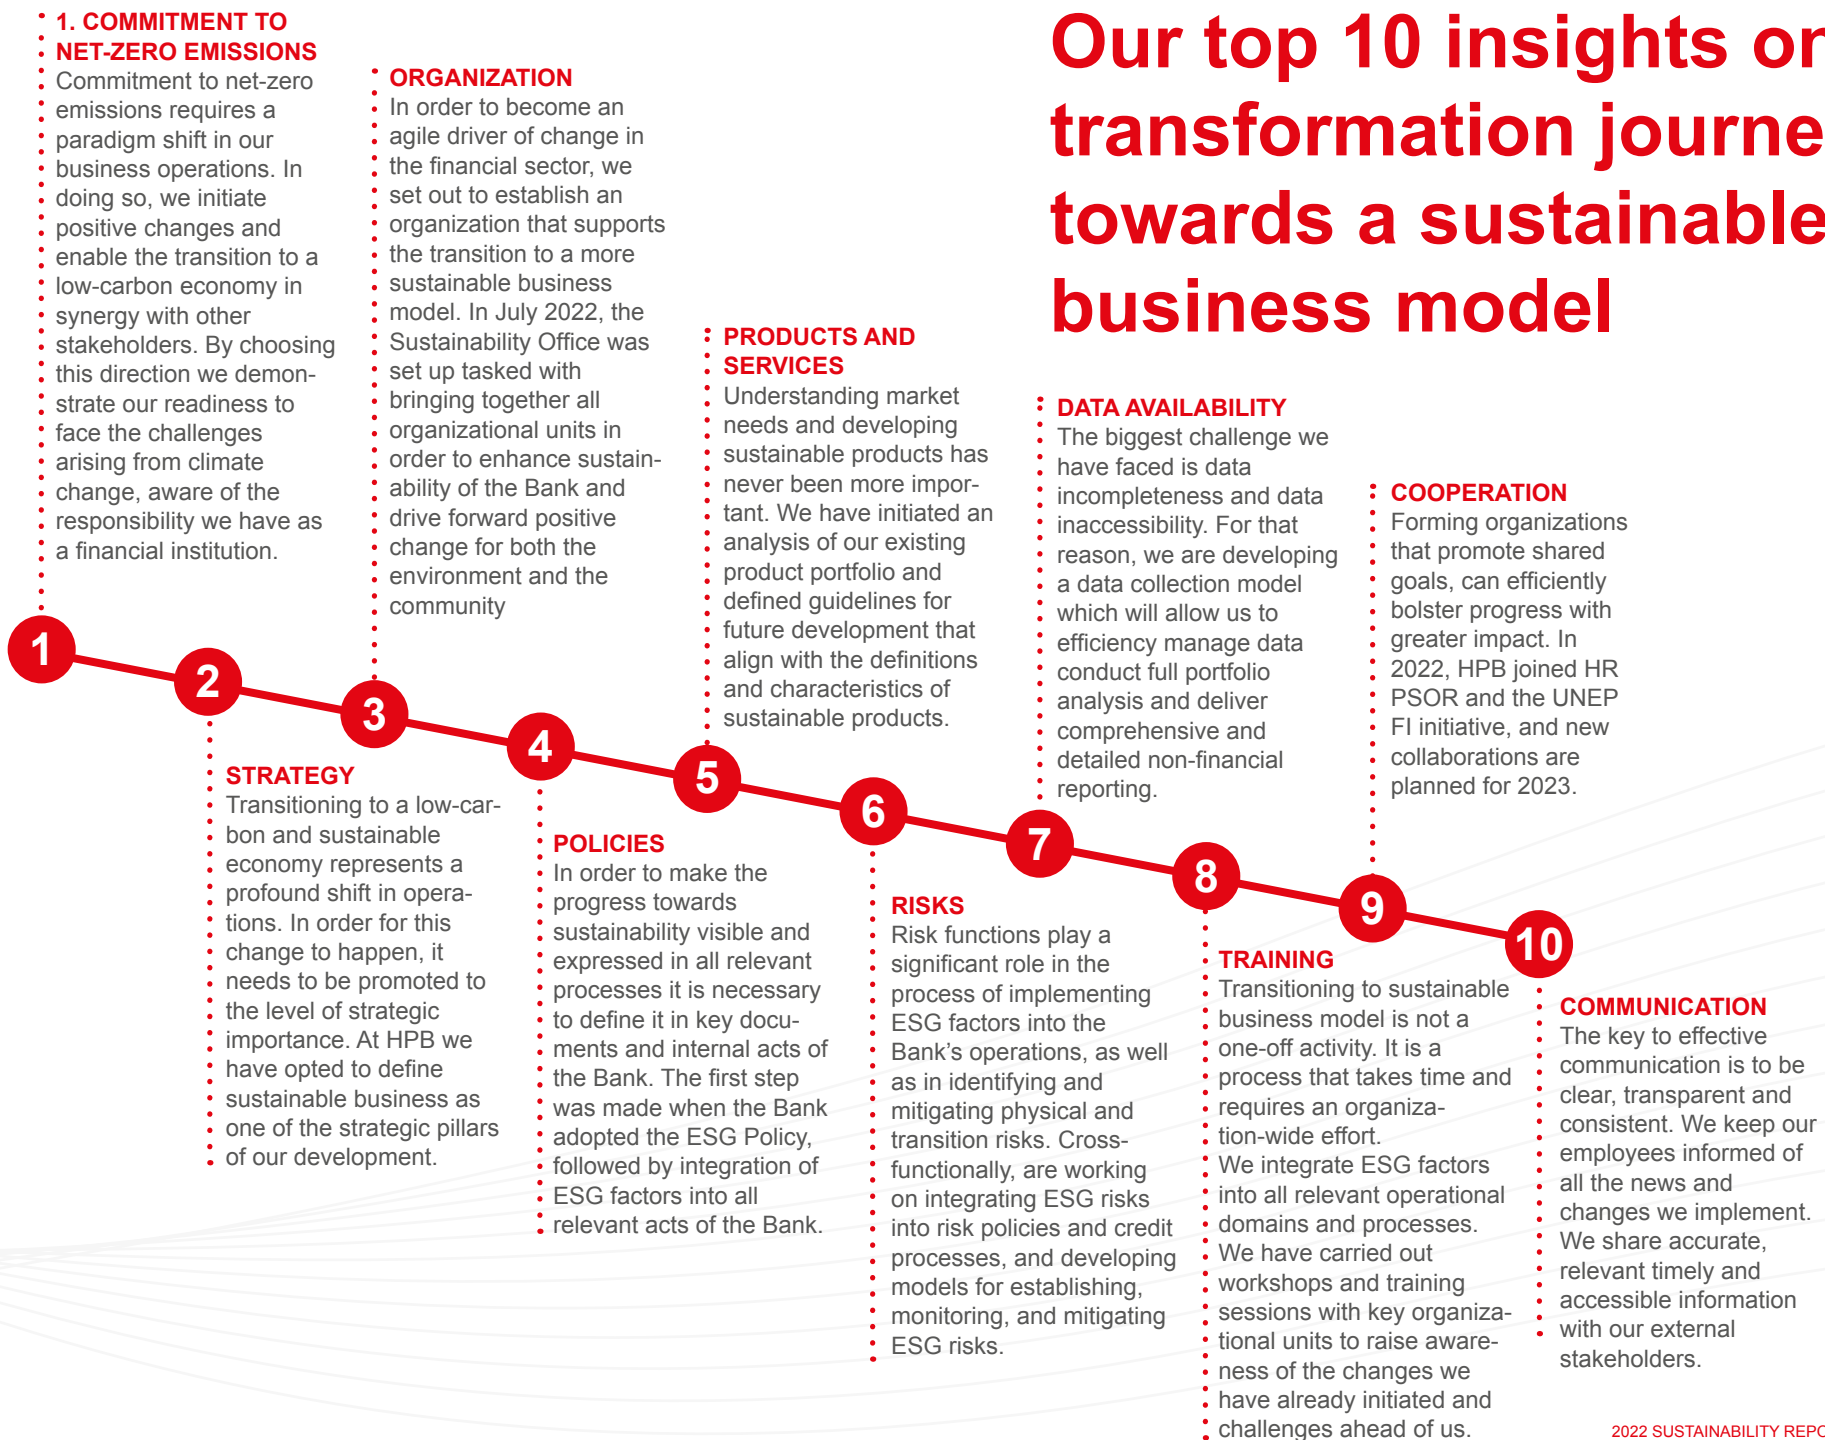 Our top 10 insights on
transformation journe
towards a sustainable
business model
1. COMMITMENT TO
NET-ZERO EMISSIONS
Commitment to net-zero
emissions requires a
paradigm shift in our
business operations. In
doing so, we initiate
positive changes and
enable the transition to a
low-carbon economy in
synergy with other
stakeholders. By choosing
this direction we demon-
strate our readiness to
face the challenges
arising from climate
change, aware of the
responsibility we have as
a financial institution.
1
2
STRATEGY
Transitioning to a low-car-
bon and sustainable
economy represents a
profound shift in opera-
tions. In order for this
change to happen, it
needs to be promoted to
the level of strategic
importance. At HPB we
have opted to define
sustainable business as
one of the strategic pillars
of our development.
ORGANIZATION
In order to become an
agile driver of change in
the financial sector, we
set out to establish an
organization that supports
the transition to a more
sustainable business
model. In July 2022, the
Sustainability Office was
set up tasked with
bringing together all
organizational units in
order to enhance sustain-
ability of the Bank and
drive forward positive
change for both the
environment and the
community
3
4
POLICIES
In order to make the
progress towards
sustainability visible and
expressed in all relevant
processes it is necessary
to define it in key docu-
ments and internal acts of
the Bank. The first step
was made when the Bank
adopted the ESG Policy,
followed by integration of
ESG factors into all
relevant acts of the Bank.
PRODUCTS AND
SERVICES
Understanding market
needs and developing
sustainable products has
never been more impor-
tant. We have initiated an
analysis of our existing
product portfolio and
defined guidelines for
future development that
align with the definitions
and characteristics of
sustainable products.
5
6
RISKS
Risk functions play a
significant role in the
process of implementing
ESG factors into the
Bank's operations, as well
as in identifying and
mitigating physical and
transition risks. Cross-
functionally, are working
on integrating ESG risks
into risk policies and credit
processes, and developing
models for establishing,
monitoring, and mitigating
ESG risks.
DATA AVAILABILITY
The biggest challenge we
have faced is data
incompleteness and data
inaccessibility. For that
reason, we are developing
a data collection model
which will allow us to
efficiency manage data
conduct full portfolio
analysis and deliver
comprehensive and
detailed non-financial
reporting.
7
8
TRAINING
Transitioning to sustainable
business model is not a
one-off activity. It is a
process that takes time and
requires an organiza-
tion-wide effort.
We integrate ESG factors
into all relevant operational
domains and processes.
We have carried out
workshops and training
sessions with key organiza-
tional units to raise aware-
ness of the changes we
have already initiated and
challenges ahead of us.
COOPERATION
Forming organizations
that promote shared
goals, can efficiently
bolster progress with
greater impact. In
2022, HPB joined HR
PSOR and the UNEP
FI initiative, and new
collaborations are
planned for 2023.
9
10
COMMUNICATION
The key to effective
communication is to be
clear, transparent and
consistent. We keep our
employees informed of
all the news and
changes we implement.
We share accurate,
relevant timely and
accessible information
with our external
stakeholders.
2022 SUSTAINABILITY REPO